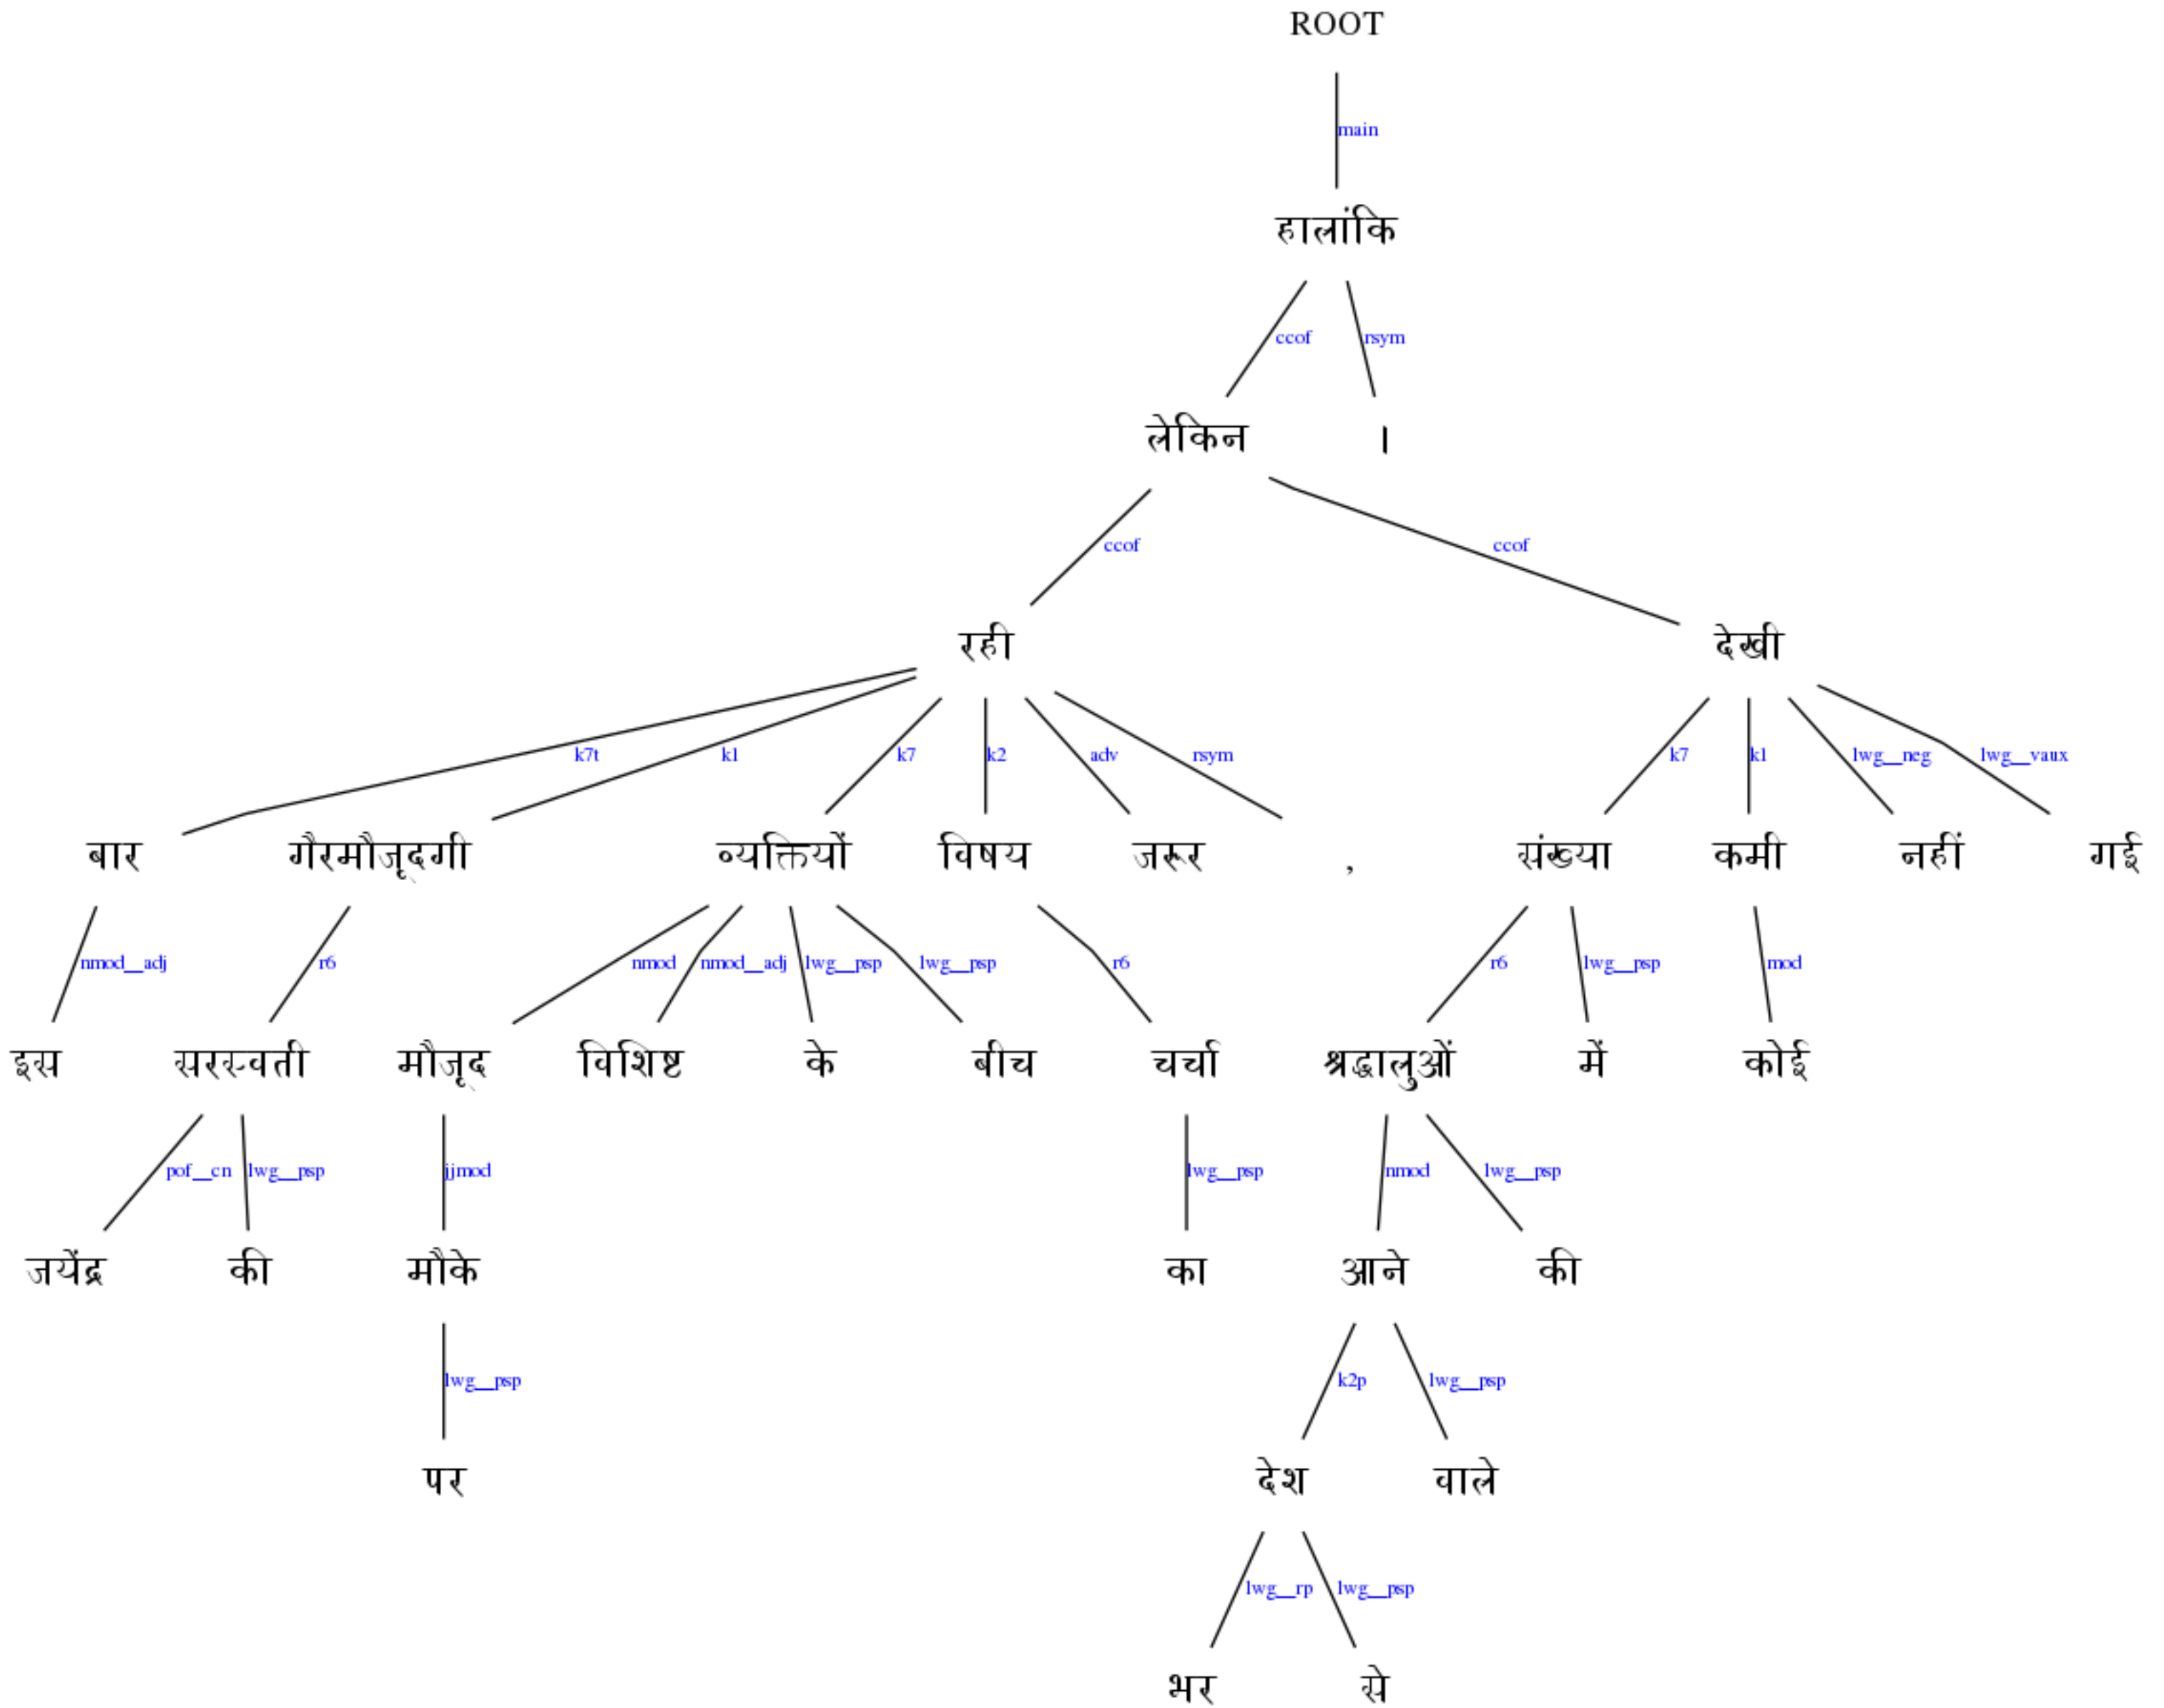 ROOT
main
हालांकि
ccof rsym
लेकिन ।
ccof ccof
रही देखी
k7t k1 k7 k2 adv rsym k7 k1 lwg__neg lwg__vaux
बार गैरमौजूदगी व्यक्तियों विषय जरूर , संख्या कमी नहीं गई
nmod__adj r6 nmod nmod__adj lwg__psp lwg__psp r6 r6 lwg__psp mod
इस सरस्वती मौजूद विशिष्ट के बीच चर्चा श्रद्धालुओं में कोई
pof__cn lwg__psp jjmod lwg__psp nmod lwg__psp
जयेंद्र की मौके का आने की
lwg__psp k2p lwg__psp
पर देश वाले
lwg__rp lwg__psp
भर से